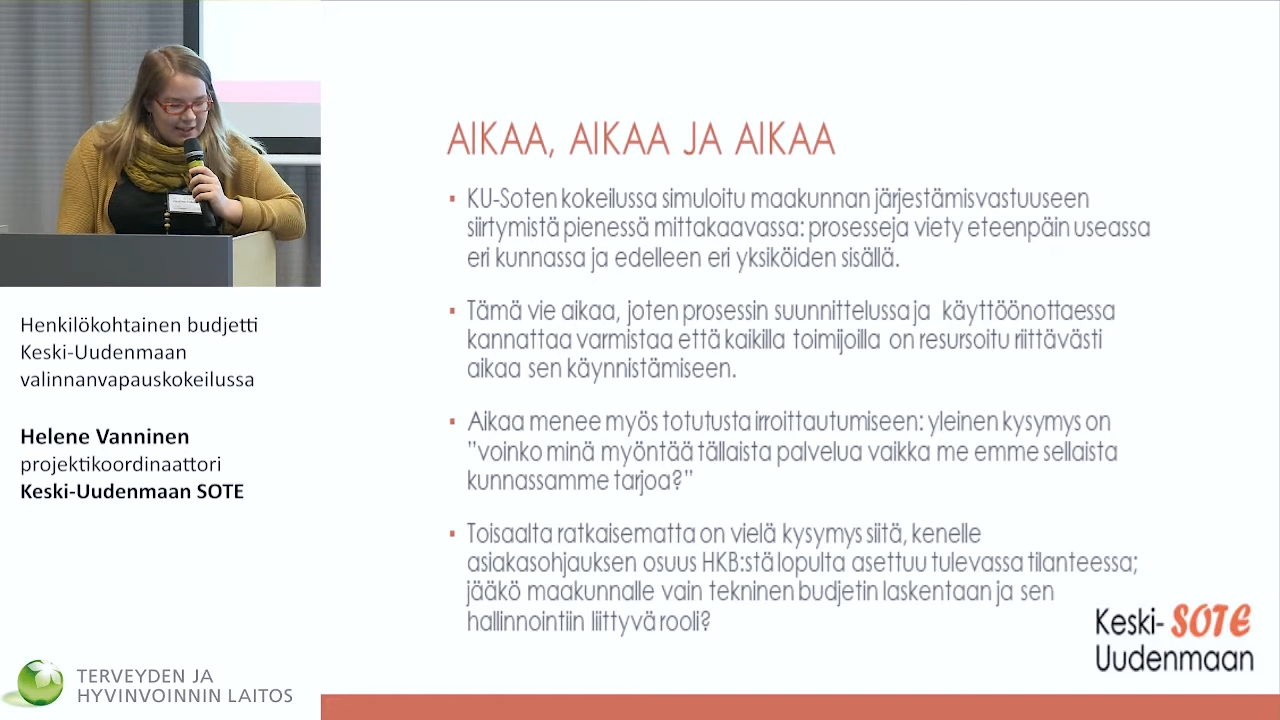 Henkilökohtainen budjetti
Keski-Uudenmaan
valinnanvapauskokeilussa
Helene Vanninen
projektikoordinaattori
Keski-Uudenmaan SOTE
TERVEYDEN JA
HYVINVOINNIN LAITOS
AIKAA, AIKAA JA AIKAA
▪ KU-Soten kokeilussa simuloitu maakunnan järjestämisvastuuseen
siirtymistä pienessä mittakaavassa: prosesseja viety eteenpäin useassa
eri kunnassa ja edelleen eri yksiköiden sisällä.
▪ Tämä vie aikaa, joten prosessin suunnittelussa ja käyttöönottaessa
kannattaa varmistaa että kaikilla toimijoilla on resursoitu riittävästi
aikaa sen käynnistämiseen.
▪ Aikaa menee myös totutusta irroittautumiseen: yleinen kysymys on
"voinko minä myöntää tällaista palvelua vaikka me emme sellaista
kunnassamme tarjoa?"
▪ Toisaalta ratkaisematta on vielä kysymys siitä, kenelle
asiakasohjauksen osuus HKB:stä lopulta asettuu tulevassa tilanteessa;
jääkö maakunnalle vain tekninen budjetin laskentaan ja sen
hallinnointiin liittyvä rooli?
Keski- SOTE
Uudenmaan